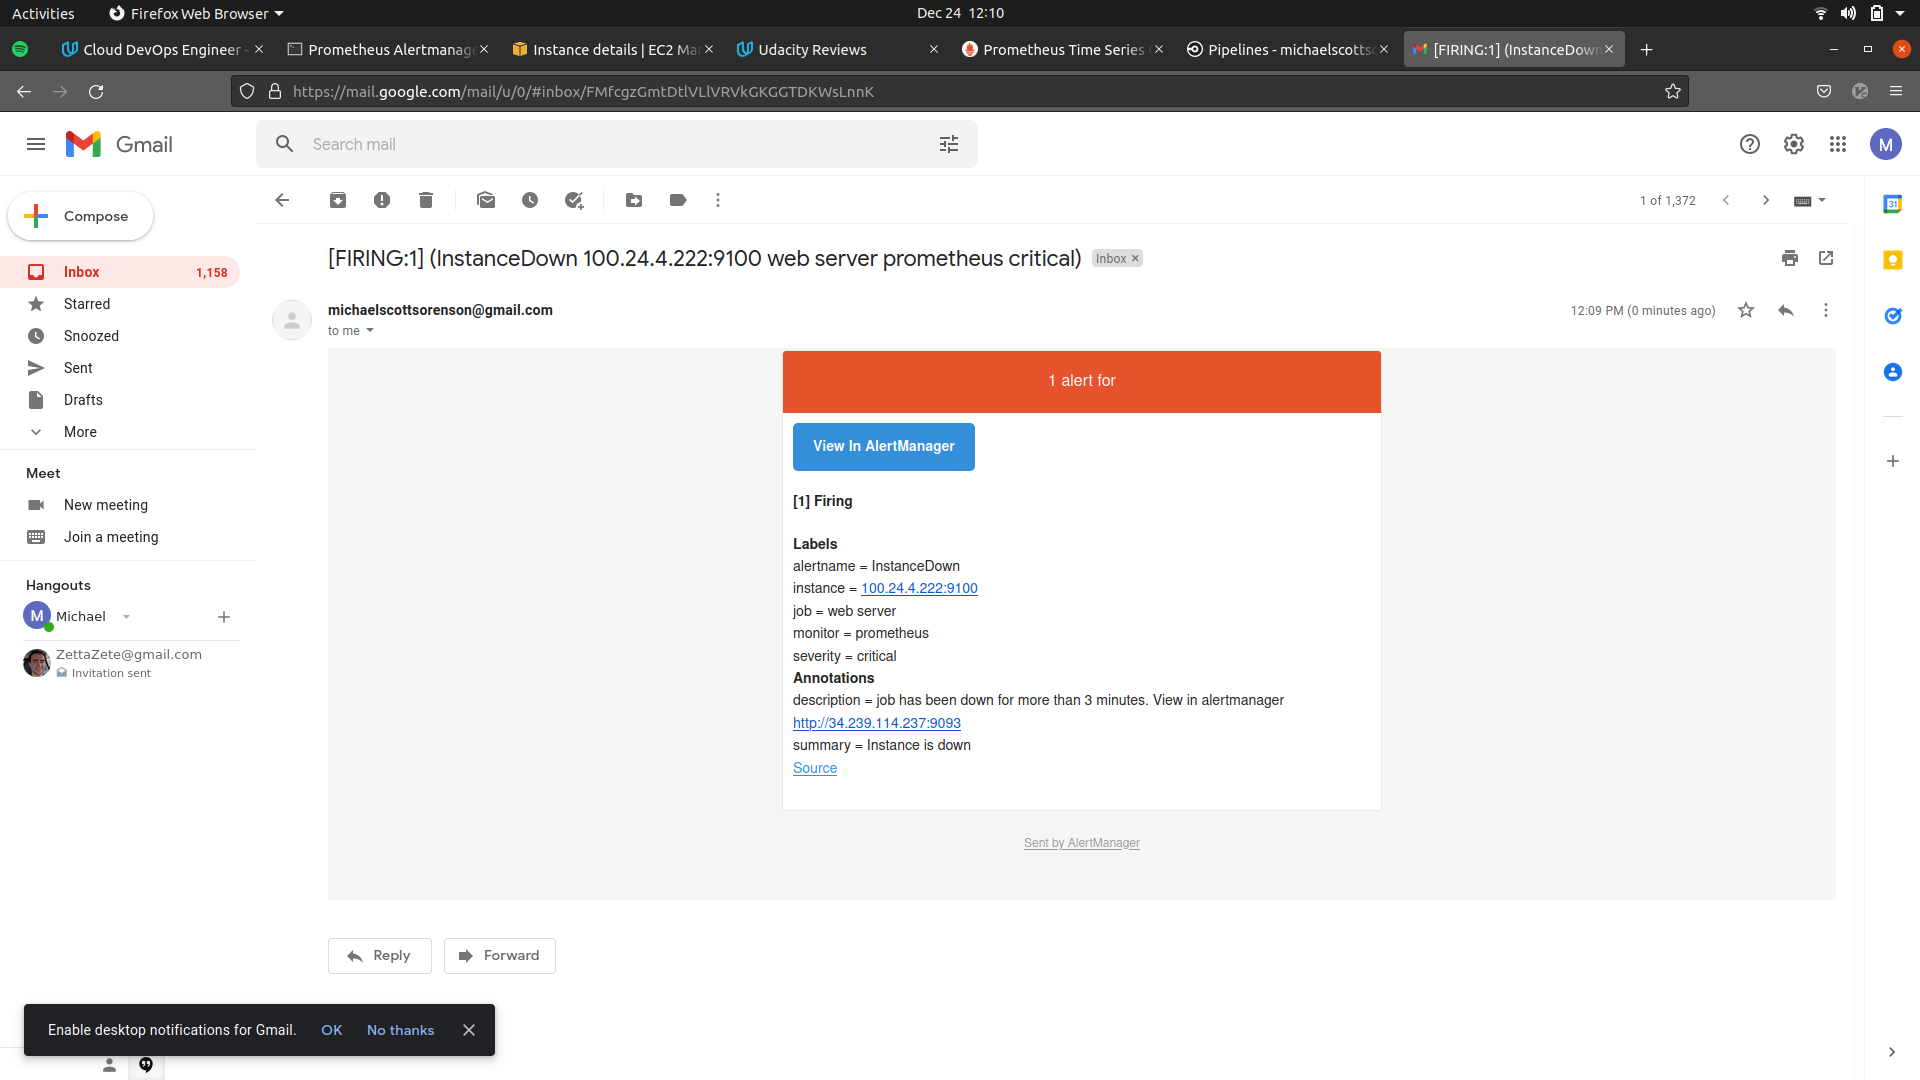 Activities
Firefox Web Browser
Dec 24 12:10
Cloud DevOps Engineer -
Prometheus Alertmanag
Instance details | EC2 Ma
Udacity Reviews
Prometheus Time Series
Pipelines - michaelscotts
[FIRING:1] (InstanceDow
https://mail.google.com/mail/u/0/#inbox/FMfcgzGmtDtlVLlVRVkGKGGTDKWsLnnK
Gmail
Search mail
M
Compose
1 of 1,372
31
Inbox 1,158
Starred
Snoozed
Sent
Drafts
More
Meet
New meeting
Join a meeting
Hangouts
M Michael
ZettaZete@gmail.com
Invitation sent
[FIRING:1] (InstanceDown 100.24.4.222:9100 web server prometheus critical) Inbox ×
michaelscottsorenson@gmail.com
12:09 PM (0 minutes ago)
to me
1 alert for
View In AlertManager
[1] Firing
Labels
alertname = InstanceDown
instance = 100.24.4.222:9100
job = web server
monitor = prometheus
severity = critical
Annotations
description = job has been down for more than 3 minutes. View in alertmanager
http://34.239.114.237:9093
summary = Instance is down
Source
Sent by AlertManager
Reply
Forward
Enable desktop notifications for Gmail. OK No thanks